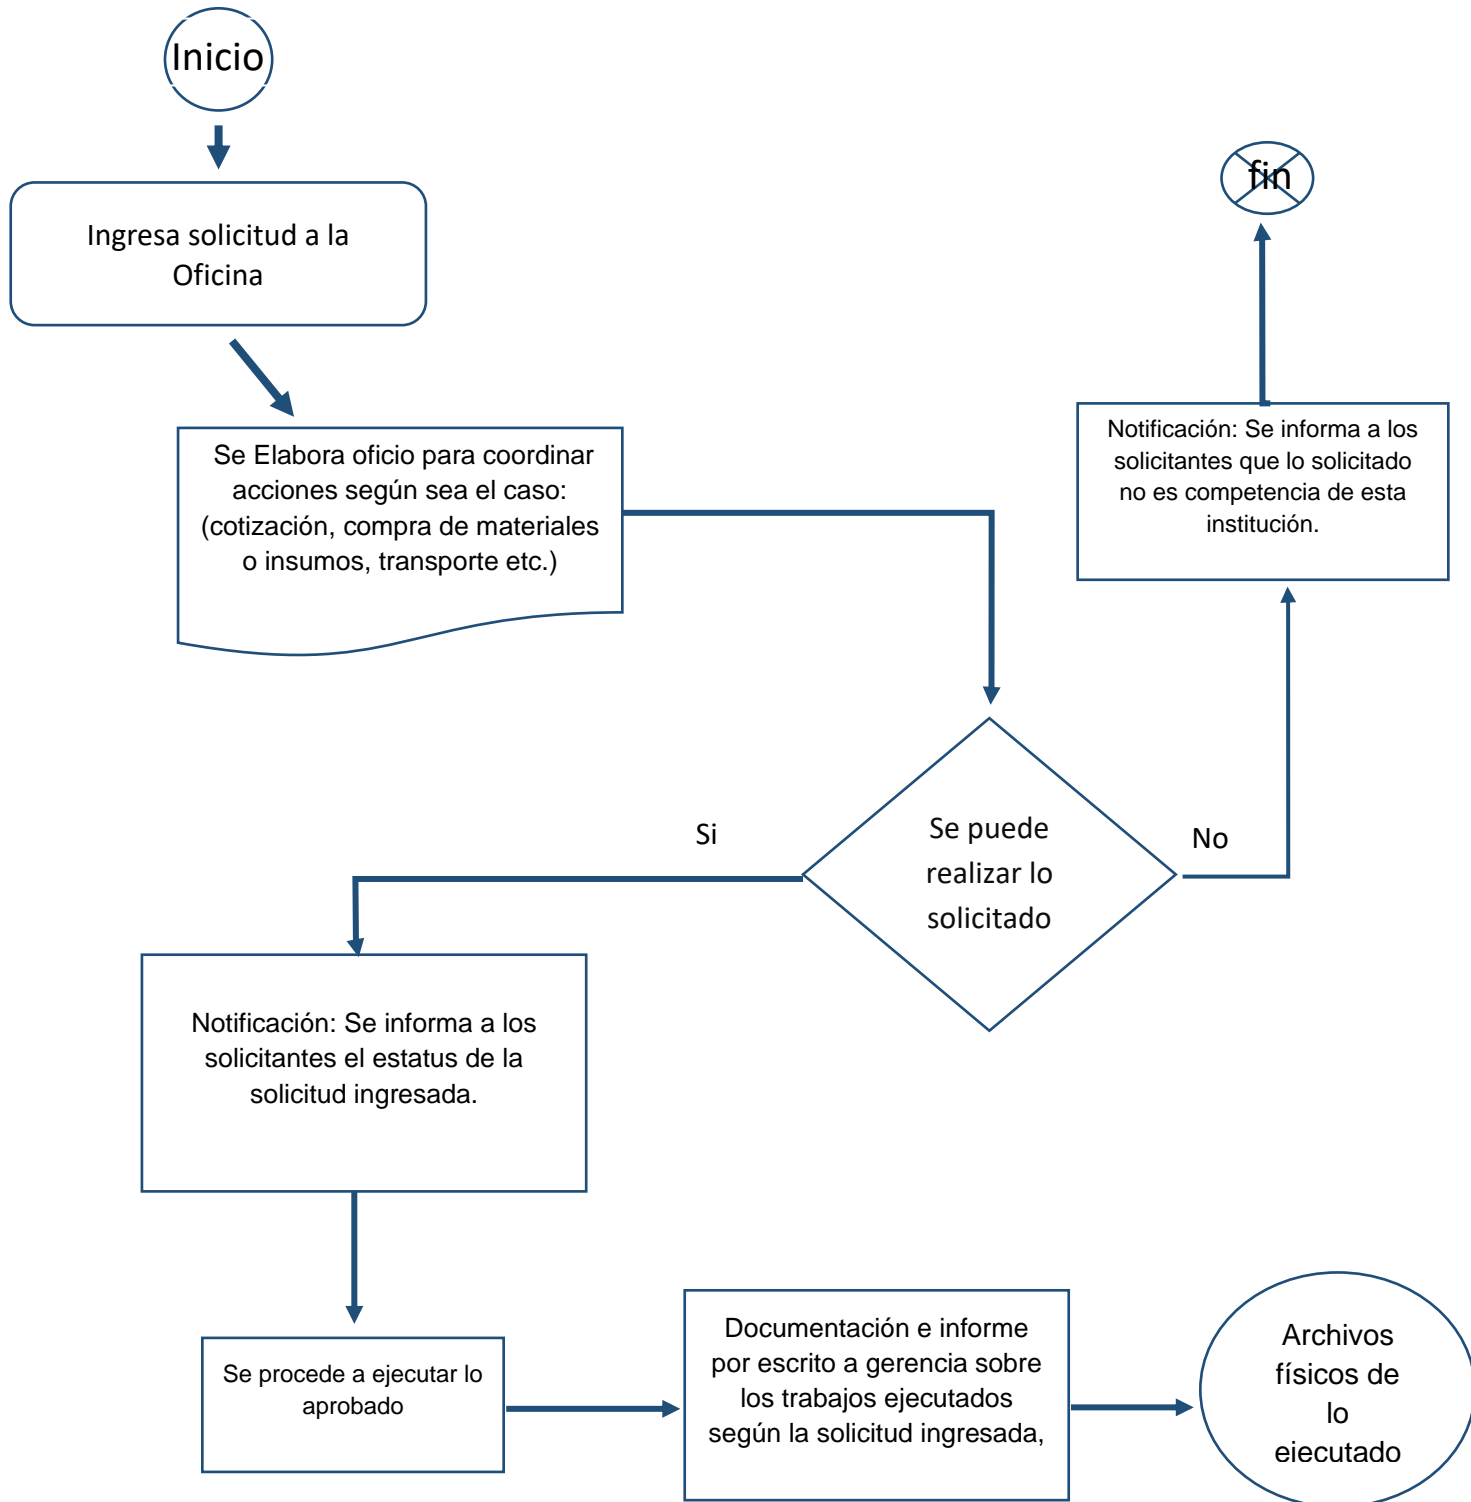 Inicio
Ingresa solicitud a la
Oficina
Se Elabora oficio para coordinar
acciones según sea el caso:
(cotización, compra de materiales
o insumos, transporte etc.)
fin
Notificación: Se informa a los
solicitantes que lo solicitado
no es competencia de esta
institución.
Se puede
realizar lo
solicitado
Si
No
Notificación: Se informa a los
solicitantes el estatus de la
solicitud ingresada.
Se procede a ejecutar lo
aprobado
Documentación e informe
por escrito a gerencia sobre
los trabajos ejecutados
según la solicitud ingresada,
Archivos
físicos de
lo
ejecutado